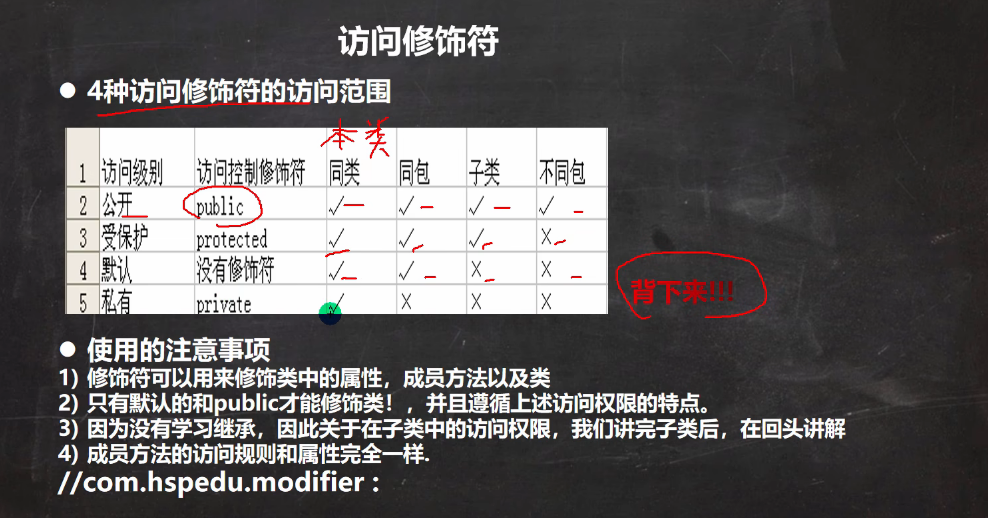 访问修饰符
● 4种访问修饰符的访问范围
本类
1 访问级别 访问控制修饰符 同类 同包 子类 不同包
2 公开 public √ √ √ √
3 受保护 protected √ √ √ ×
4 默认 没有修饰符 √ √ × ×
5 私有 private √ × × ×
背下来!!!
● 使用的注意事项
1) 修饰符可以用来修饰类中的属性，成员方法以及类
2) 只有默认的和public才能修饰类！，并且遵循上述访问权限的特点。
3) 因为没有学习继承，因此关于在子类中的访问权限，我们讲完子类后，在回头讲解
4) 成员方法的访问规则和属性完全一样.
//com.hspedu.modifier :